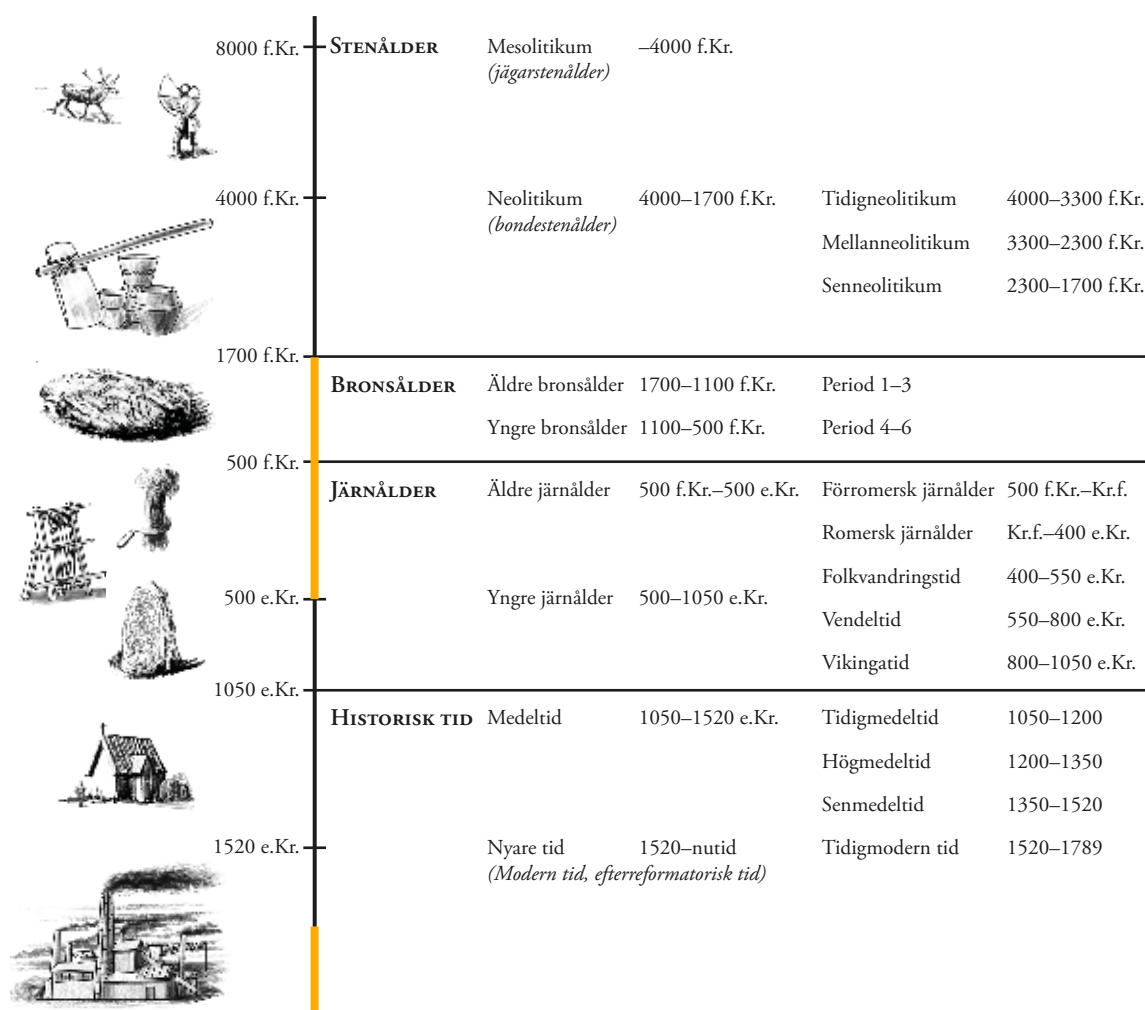 8000 f.Kr. STENÅLDER Mesolitikum –4000 f.Kr.
(jägarstenålder)
4000 f.Kr. Neolitikum 4000–1700 f.Kr. Tidigneolitikum 4000–3300 f.Kr.
(bondestenålder)
Mellanneolitikum 3300–2300 f.Kr.
Senneolitikum 2300–1700 f.Kr.
1700 f.Kr.
BRONSÅLDER Äldre bronsålder 1700–1100 f.Kr. Period 1–3
Yngre bronsålder 1100–500 f.Kr. Period 4–6
500 f.Kr.
JÄRNÅLDER Äldre järnålder 500 f.Kr.–500 e.Kr. Förromersk järnålder 500 f.Kr.–Kr.f.
Romersk järnålder Kr.f.–400 e.Kr.
Folkvandringstid 400–550 e.Kr.
500 e.Kr. Yngre järnålder 500–1050 e.Kr.
Vendeltid 550–800 e.Kr.
Vikingatid 800–1050 e.Kr.
1050 e.Kr.
HISTORISK TID Medeltid 1050–1520 e.Kr. Tidigmedeltid 1050–1200
Högmedeltid 1200–1350
Senmedeltid 1350–1520
1520 e.Kr. Nyare tid 1520–nutid Tidigmodern tid 1520–1789
(Modern tid, efterreformatorisk tid)